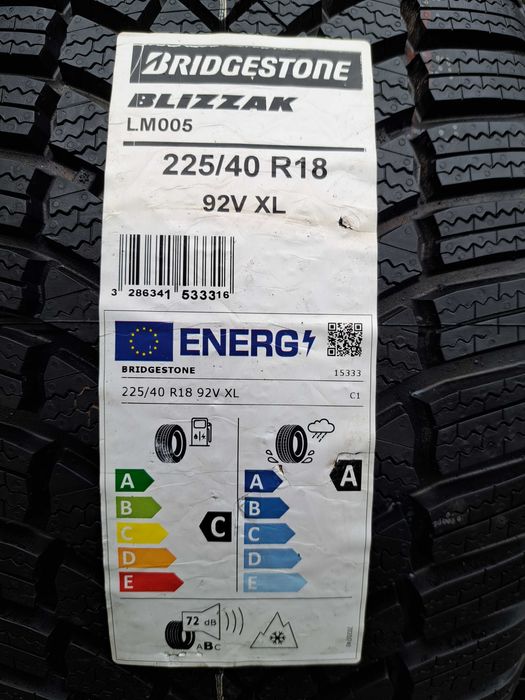 BRIDGESTONE
BLIZZAK
LM005
225/40 R18
92V XL
3 286341 533316
ENERG
BRIDGESTONE 15333
225/40 R18 92V XL C1
A A
B B
C C
D D
E E
C
A
72 dB
ABC